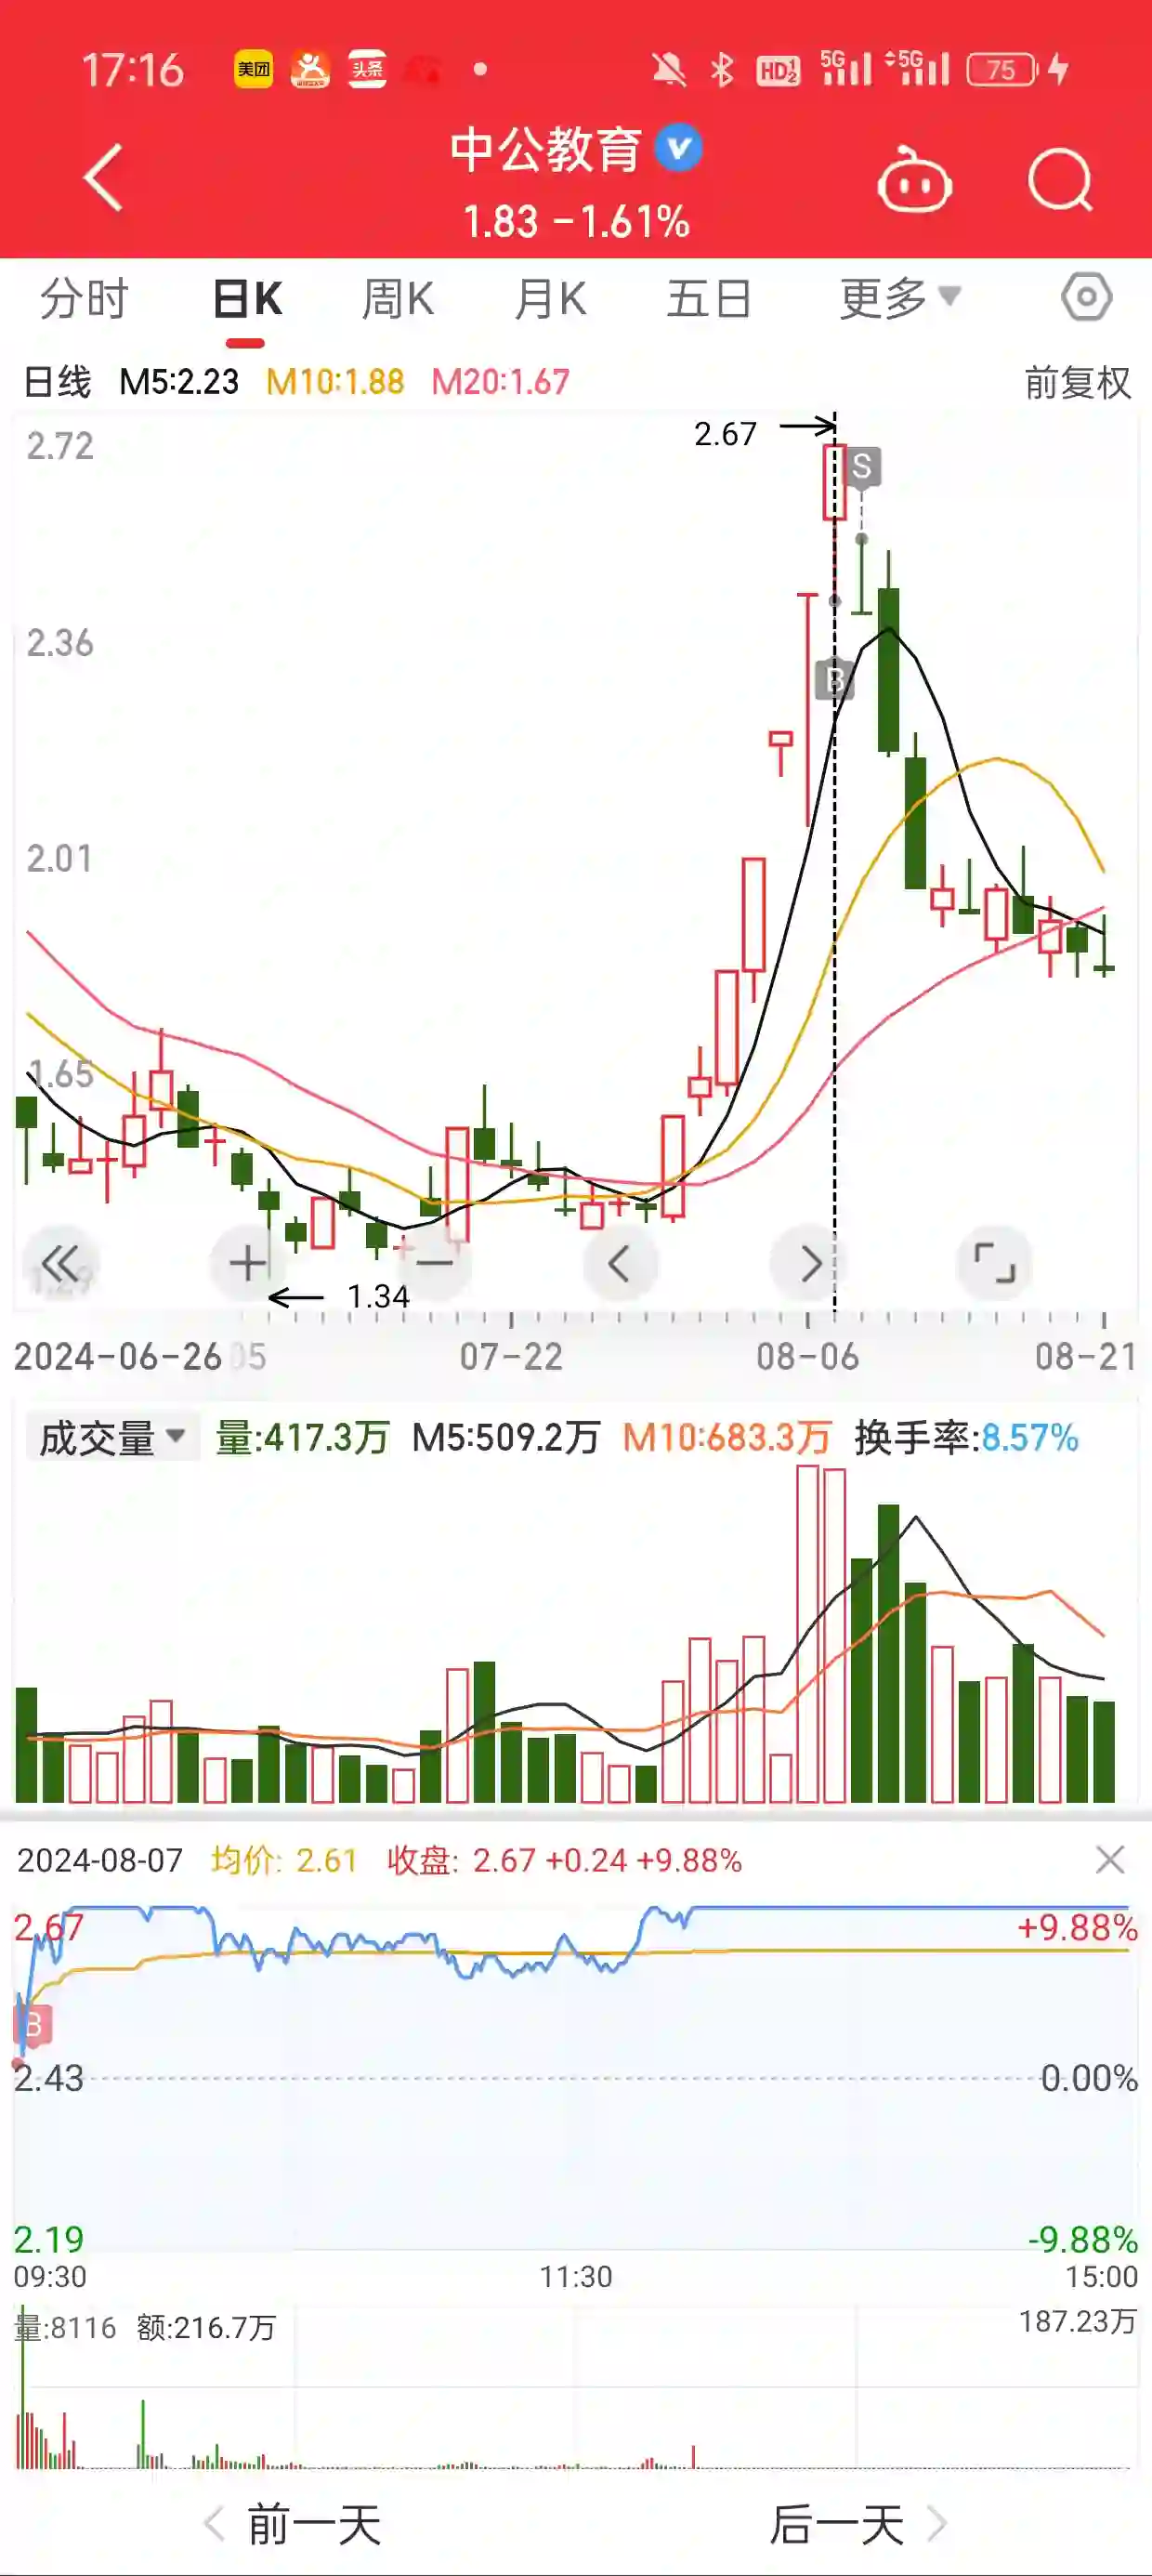 17:16 美团 头条 HD 1 2 5G 5G 75
中公教育
1.83 -1.61%
分时 日K 周K 月K 五日 更多
日线 M5:2.23 M10:1.88 M20:1.67 前复权
2.72
2.67
S
2.36
B
2.01
1.65
1.29
1.34
2024-06-26 05 07-22 08-06 08-21
成交量 量:417.3万 M5:509.2万 M10:683.3万 换手率:8.57%
2024-08-07 均价: 2.61 收盘: 2.67 +0.24 +9.88%
2.67 +9.88%
B
2.43 0.00%
2.19 -9.88%
09:30 11:30 15:00
量:8116 额:216.7万 187.23万
前一天 后一天